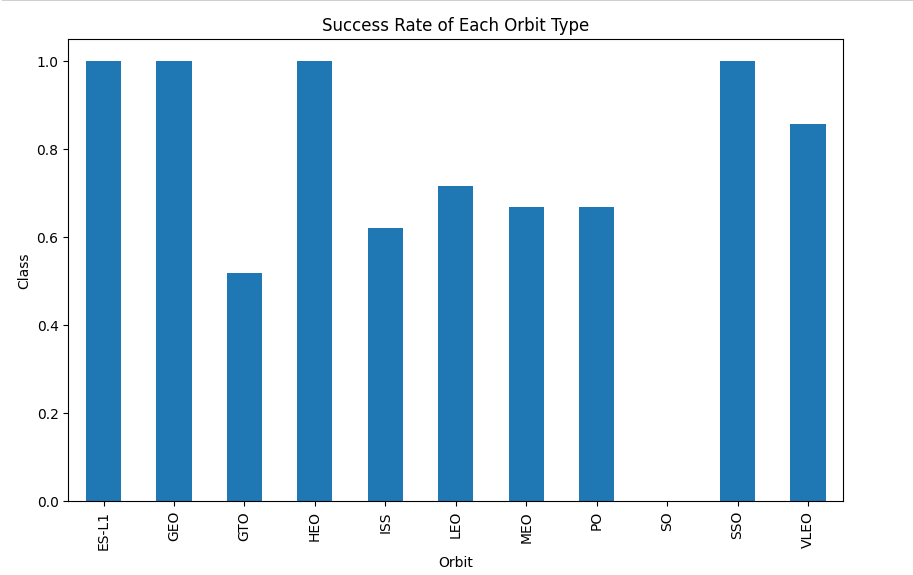 Success Rate of Each Orbit Type
1.0
0.8
0.6
0.4
0.2
0.0
Class
ES-L1
GEO
GTO
HEO
ISS
LEO
MEO
PO
SO
SSO
VLEO
Orbit